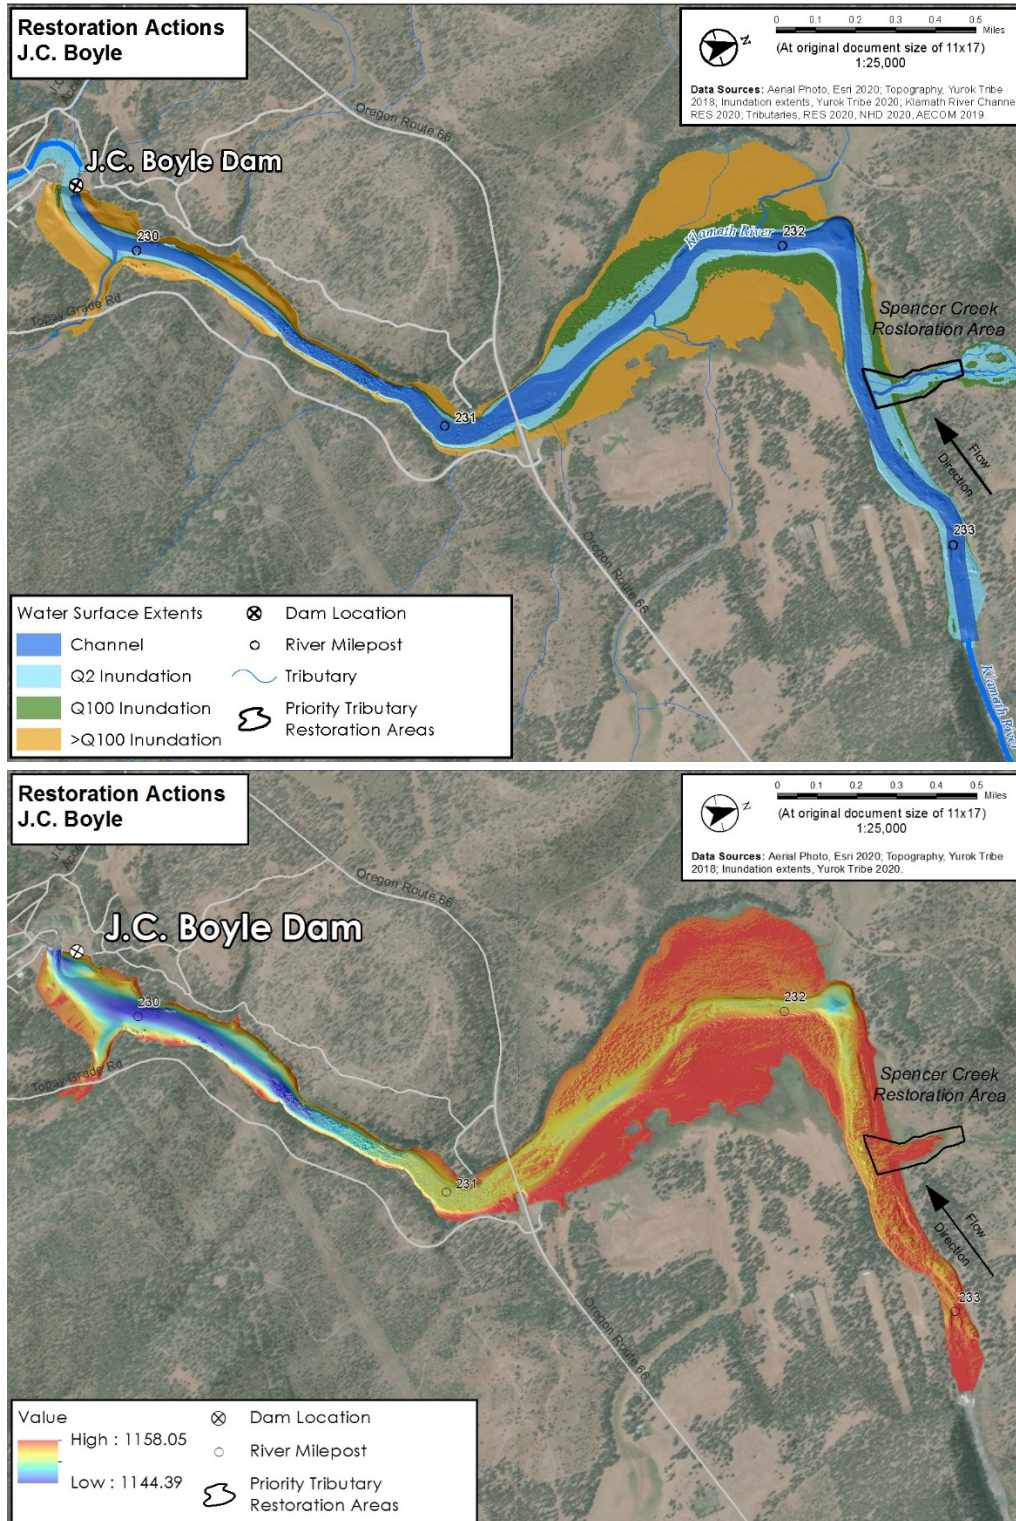 Restoration Actions
J.C. Boyle
N
0 0.1 0.2 0.3 0.4 0.5
Miles
(At original document size of 11x17)
1:25,000
Data Sources: Aerial Photo, Esri 2020; Topography, Yurok Tribe
2018; Inundation extents, Yurok Tribe 2020; Klamath River Channe
RES 2020; Tributaries, RES 2020, NHD 2020, AECOM 2019.
J.C.
Oregon Route 66
J.C. Boyle Dam
230
Klamath River
232
Topsy Grade Rd
Spencer Creek
Restoration Area
231
Flow
Direction
233
Oregon Route 66
Klamath River
Water Surface Extents
Channel
Q2 Inundation
Q100 Inundation
>Q100 Inundation
Dam Location
River Milepost
Tributary
Priority Tributary
Restoration Areas
Restoration Actions
J.C. Boyle
N
0 0.1 0.2 0.3 0.4 0.5
Miles
(At original document size of 11x17)
1:25,000
Data Sources: Aerial Photo, Esri 2020; Topography, Yurok Tribe
2018; Inundation extents, Yurok Tribe 2020.
Oregon Route 66
J.C. Boyle Dam
230
232
Topsy Grade Rd
Spencer Creek
Restoration Area
231
Flow
Direction
233
Oregon Route 66
Value
High : 1158.05
Low : 1144.39
Dam Location
River Milepost
Priority Tributary
Restoration Areas